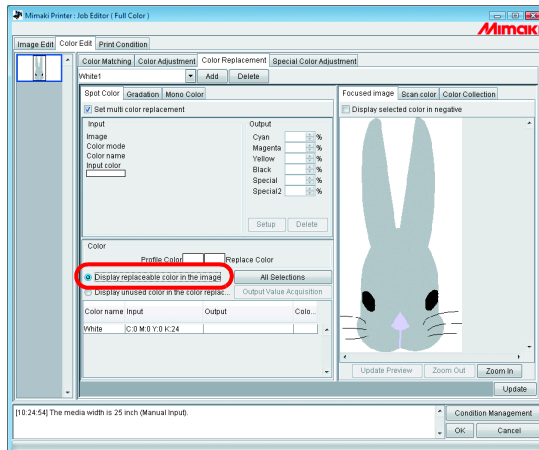 Mimaki Printer : Job Editor ( Full Color )
Mimaki
Image Edit Color Edit Print Condition
Color Matching Color Adjustment Color Replacement Special Color Adjustment
White1 Add Delete
Spot Color Gradation Mono Color
Focused image Scan color Color Collection
Set multi color replacement
Display selected color in negative
Input Output
Image Cyan %
Color mode Magenta %
Color name Yellow %
Input color Black %
Special %
Special2 %
Setup Delete
Color
Profile Color Replace Color
Display replaceable color in the image All Selections
Display unused color in the color replac... Output Value Acquisition
Color name Input Output Colo...
White C:0 M:0 Y:0 K:24
Update Preview Zoom Out Zoom In
Update
[10:24:54] The media width is 25 inch (Manual Input).
Condition Management
OK Cancel